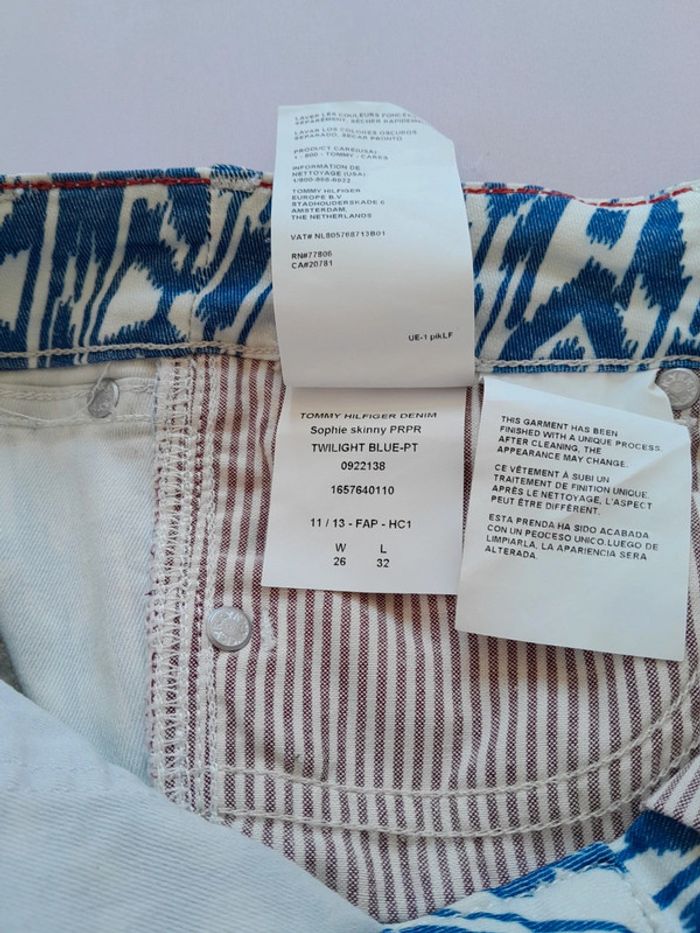 LAVER LES COULEURS FONCÉES
SÉPARÉMENT, SÉCHER RAPIDEMENT
LAVAR LOS COLORES OSCUROS
SEPARADO, SECAR PRONTO
PRODUCT CARE(USA)
1 - 800 - TOMMY - CARES
INFORMATION DE
NETTOYAGE (USA)
1/800-866-6922
TOMMY HILFIGER
EUROPE B.V
STADHOUDERSKADE 6
AMSTERDAM,
THE NETHERLANDS
VAT# NL805768713B01
RN#77806
CA#20781
UE-1 pikLF
TOMMY HILFIGER DENIM
Sophie skinny PRPR
TWILIGHT BLUE-PT
0922138
1657640110
11 / 13 - FAP - HC1
W L
26 32
THIS GARMENT HAS BEEN
FINISHED WITH A UNIQUE PROCESS.
AFTER CLEANING, THE
APPEARANCE MAY CHANGE.
CE VÊTEMENT À SUBI UN
TRAITEMENT DE FINITION UNIQUE.
APRÈS LE NETTOYAGE, L'ASPECT
PEUT ÊTRE DIFFÉRENT.
ESTA PRENDA HA SIDO ACABADA
CON UN PEOCESO UNICO.LUEGO DE
LIMPIARLA, LA APARIENCIA SERA
ALTERADA.